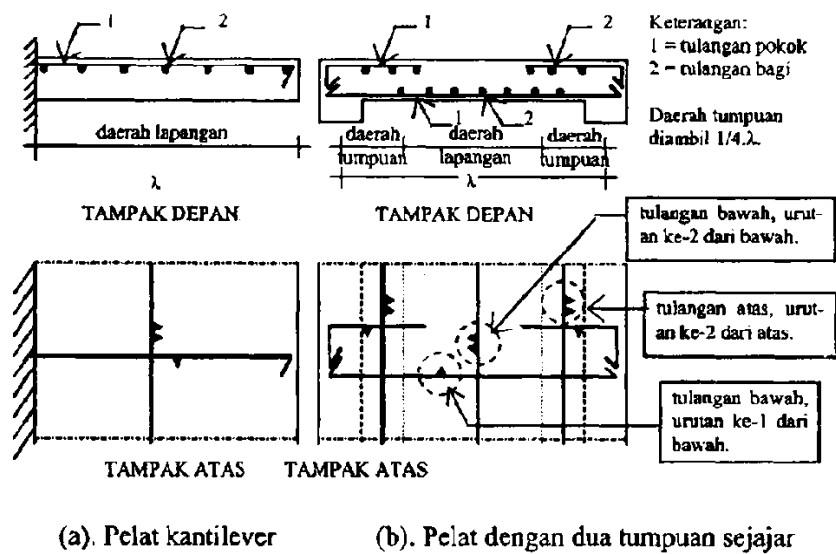 1
2
1
2
Keterangan:
1 = tulangan pokok
2 = tulangan bagi
Daerah tumpuan
diambil 1/4.λ.
1
2
daerah lapangan
daerah
tumpuan
daerah
lapangan
daerah
tumpuan
λ
λ
TAMPAK DEPAN
TAMPAK DEPAN
tulangan bawah, urut-
an ke-2 dari bawah.
tulangan atas, urut-
an ke-2 dari atas.
tulangan bawah,
urutan ke-1 dari
bawah.
TAMPAK ATAS
TAMPAK ATAS
(a). Pelat kantilever
(b). Pelat dengan dua tumpuan sejajar